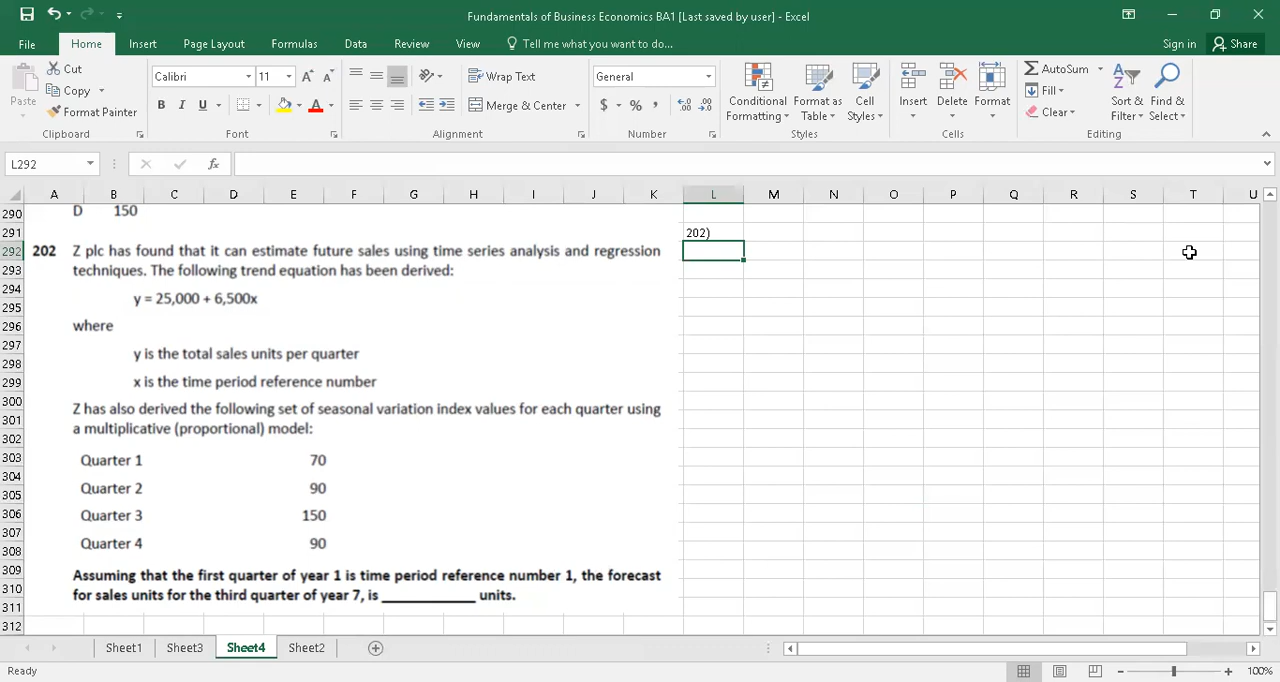 Fundamentals of Business Economics BA1 [Last saved by user] - Excel
File Home Insert Page Layout Formulas Data Review View Tell me what you want to do... Sign in Share
Paste Cut Copy Format Painter
Calibri 11 General
Wrap Text Merge & Center
B I U A $ % ,
Conditional Formatting Format as Table Cell Styles Insert Delete Format
AutoSum Fill Clear Sort & Filter Find & Select
Clipboard Font Alignment Number Styles Cells Editing
L292 fx
A B C D E F G H I J K L M N O P Q R S T U
290 D 150
291 202)
292 202 Z plc has found that it can estimate future sales using time series analysis and regression
293 techniques. The following trend equation has been derived:
294 y = 25,000 + 6,500x
295
296 where
297 y is the total sales units per quarter
298
299 x is the time period reference number
300 Z has also derived the following set of seasonal variation index values for each quarter using
301 a multiplicative (proportional) model:
302
303 Quarter 1 70
304 Quarter 2 90
305
306 Quarter 3 150
307 Quarter 4 90
308
309 Assuming that the first quarter of year 1 is time period reference number 1, the forecast
310 for sales units for the third quarter of year 7, is ____________ units.
311
312
Sheet1 Sheet3 Sheet4 Sheet2
Ready 100%